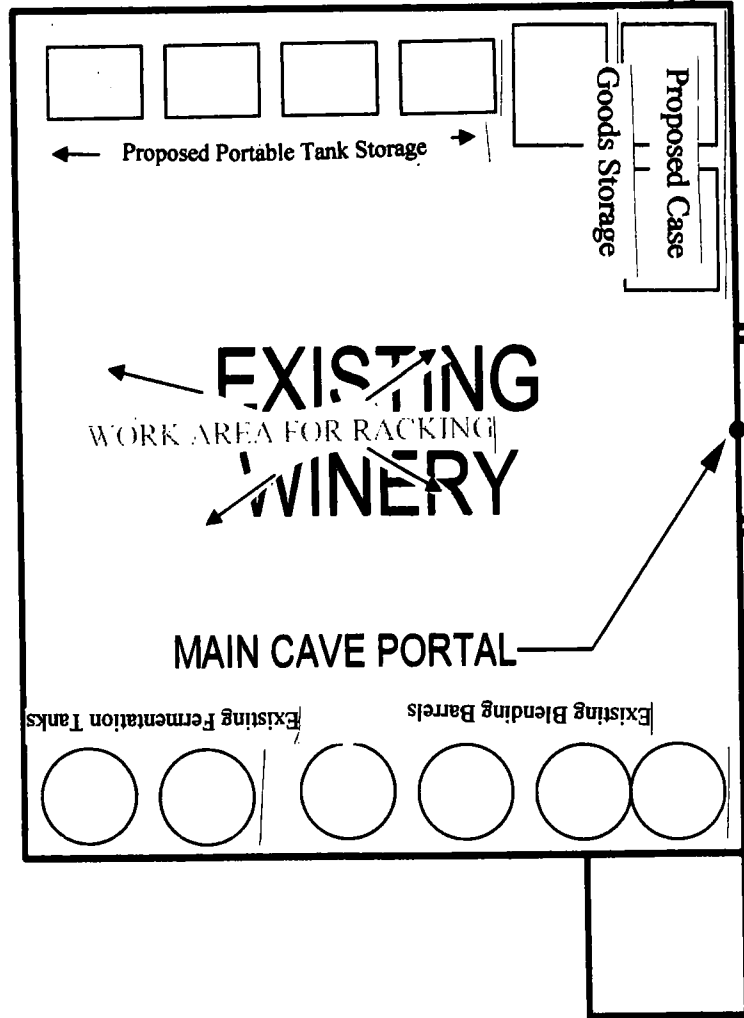 Proposed Portable Tank Storage
Proposed Case
Goods Storage
EXISTING
WORK AREA FOR RACKING
WINERY
MAIN CAVE PORTAL
Existing Fermentation Tanks
Existing Blending Barrels